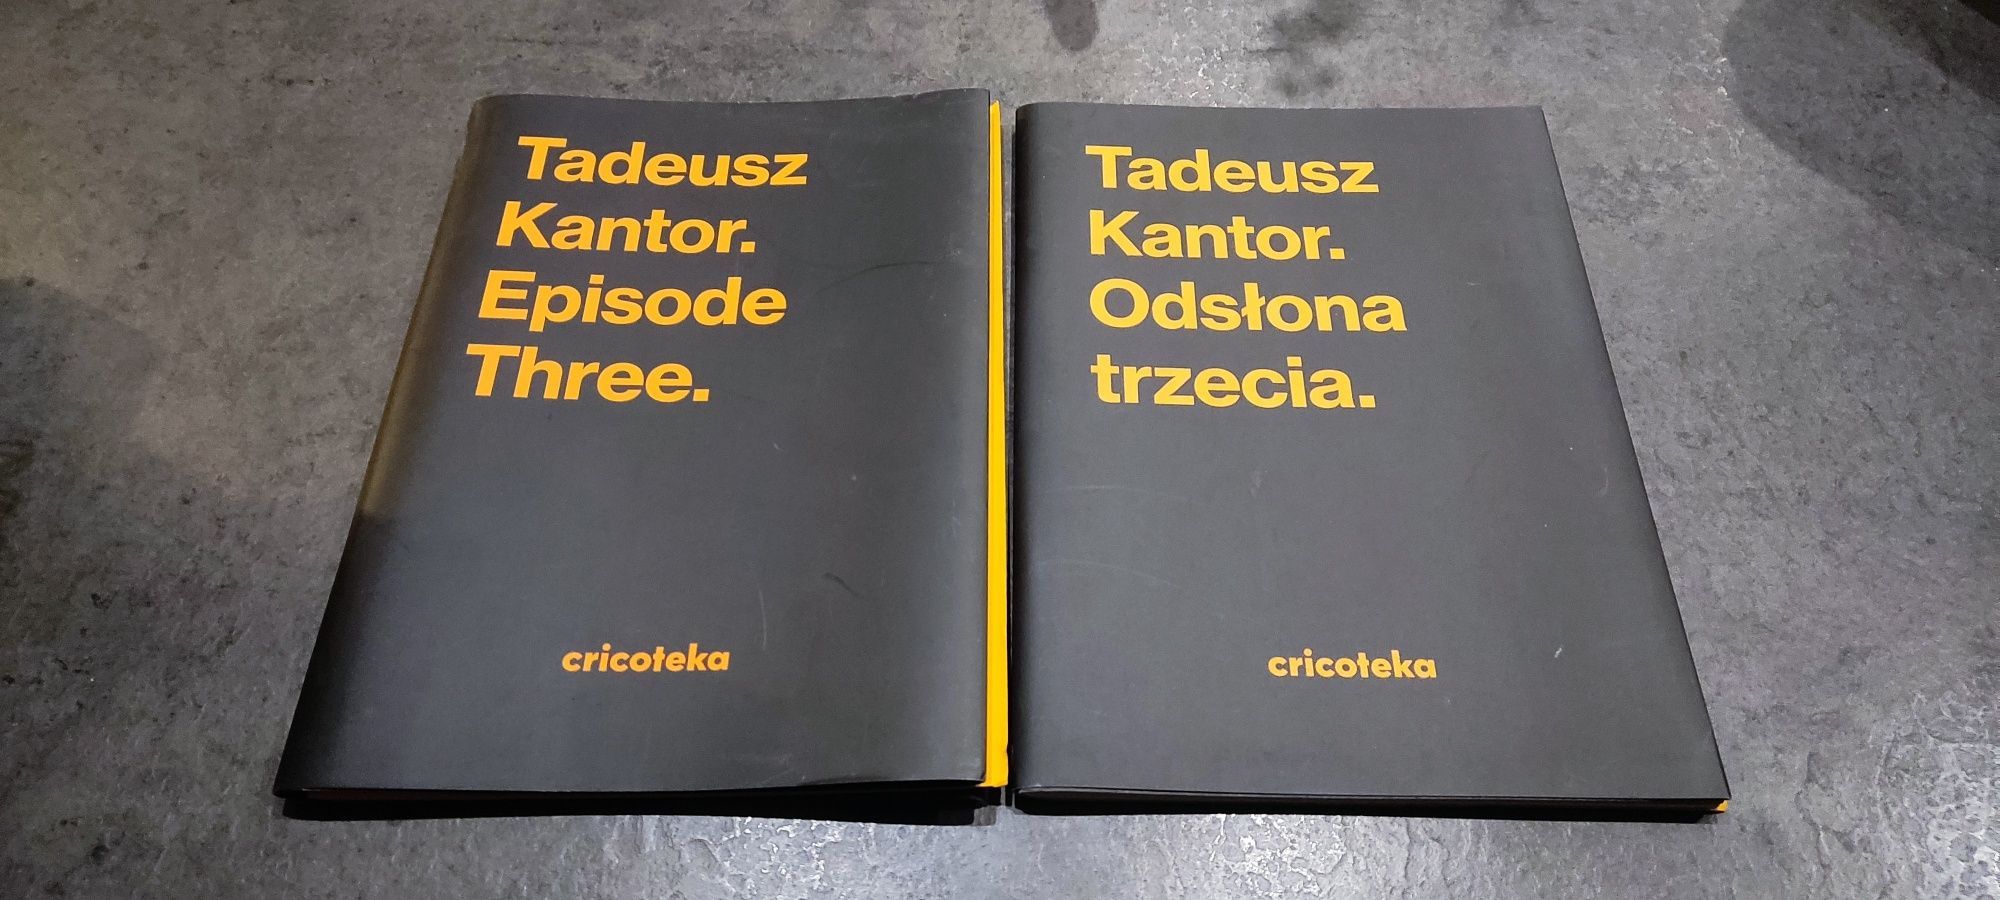 Tadeusz
Kantor.
Episode
Three.
cricoteka
Tadeusz
Kantor.
Odsłona
trzecia.
cricoteka